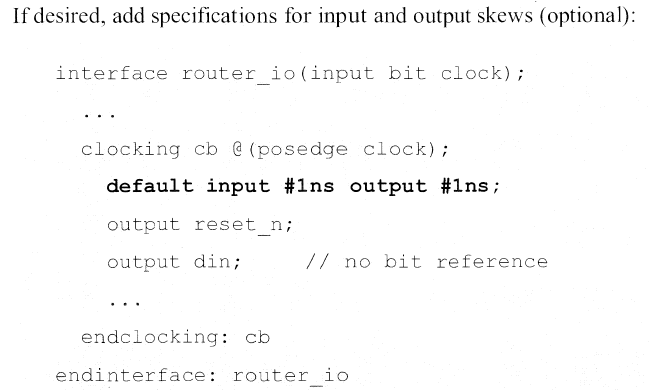 If desired, add specifications for input and output skews (optional):
interface router_io(input bit clock);
...
clocking cb @(posedge clock);
default input #1ns output #1ns;
output reset_n;
output din; // no bit reference
...
endclocking: cb
endinterface: router_io